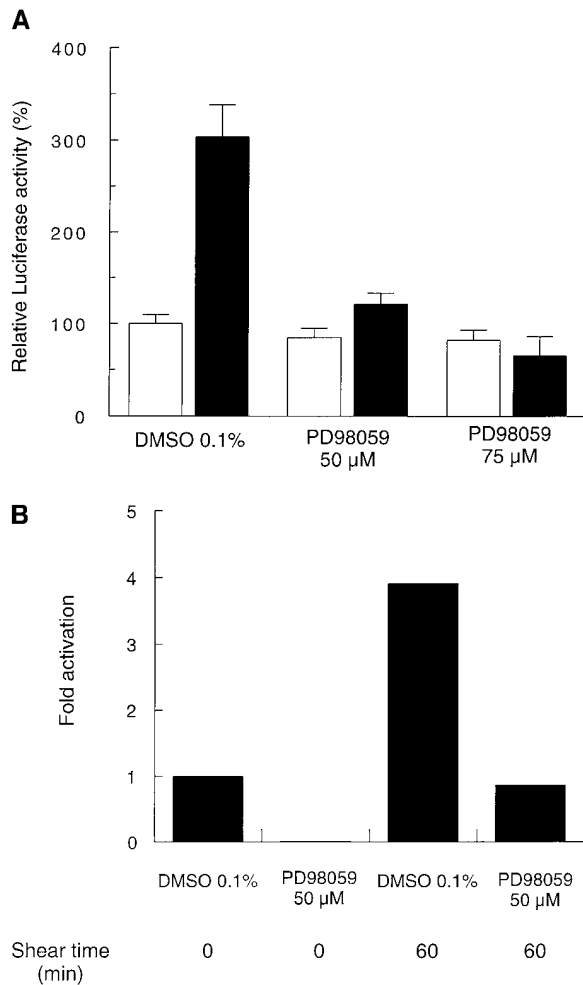 A
Relative Luciferase activity (%)
400
300
200
100
0
DMSO 0.1%
PD98059
50 µM
PD98059
75 µM
B
Fold activation
5
4
3
2
1
0
DMSO 0.1%
PD98059
50 µM
DMSO 0.1%
PD98059
50 µM
Shear time
(min)
0
0
60
60